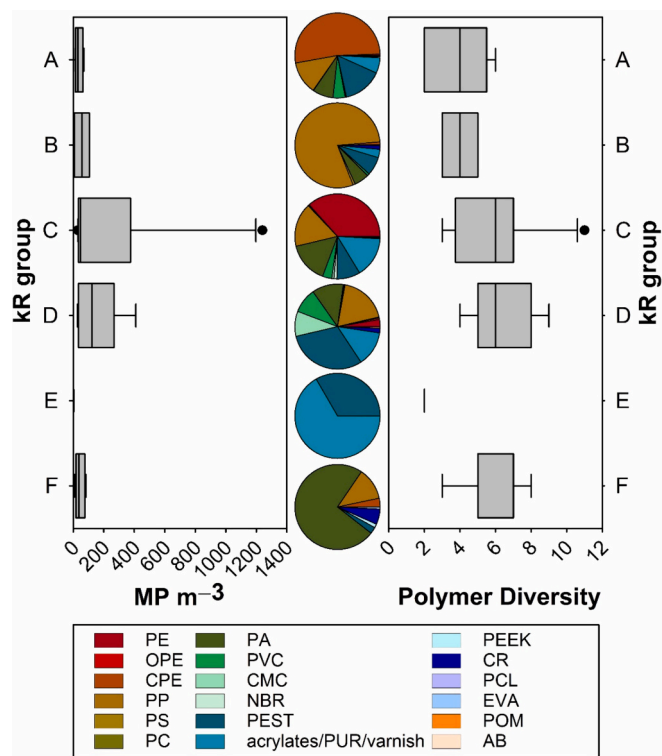 kR group
A
B
C
D
E
F
0
200
400
600
800
1000
1200
1400
MP m⁻³
A
B
C
D
E
F
kR group
0
2
4
6
8
10
12
Polymer Diversity
PE
OPE
CPE
PP
PS
PC
PA
PVC
CMC
NBR
PEST
acrylates/PUR/varnish
PEEK
CR
PCL
EVA
POM
AB